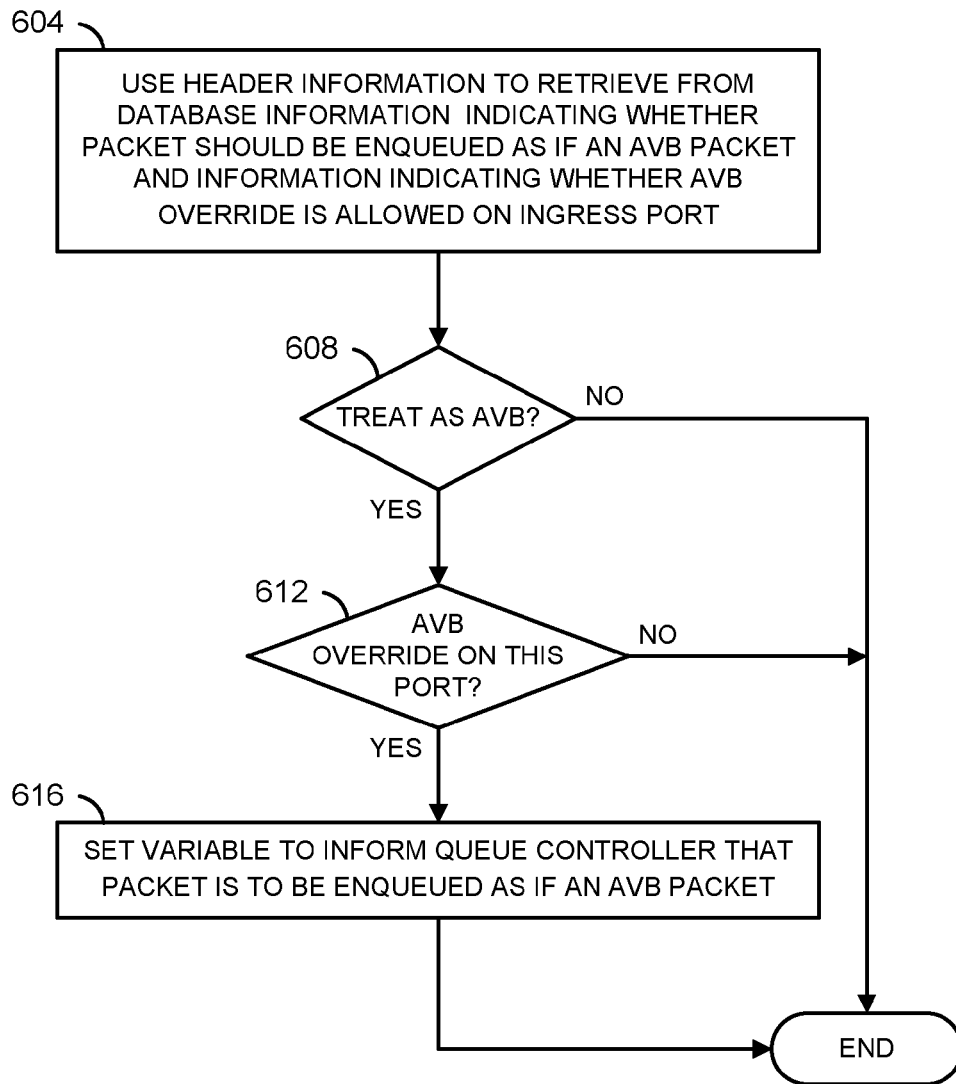 604
USE HEADER INFORMATION TO RETRIEVE FROM
DATABASE INFORMATION INDICATING WHETHER
PACKET SHOULD BE ENQUEUED AS IF AN AVB PACKET
AND INFORMATION INDICATING WHETHER AVB
OVERRIDE IS ALLOWED ON INGRESS PORT
608
TREAT AS AVB?
NO
YES
612
AVB
OVERRIDE ON THIS
PORT?
NO
YES
616
SET VARIABLE TO INFORM QUEUE CONTROLLER THAT
PACKET IS TO BE ENQUEUED AS IF AN AVB PACKET
END